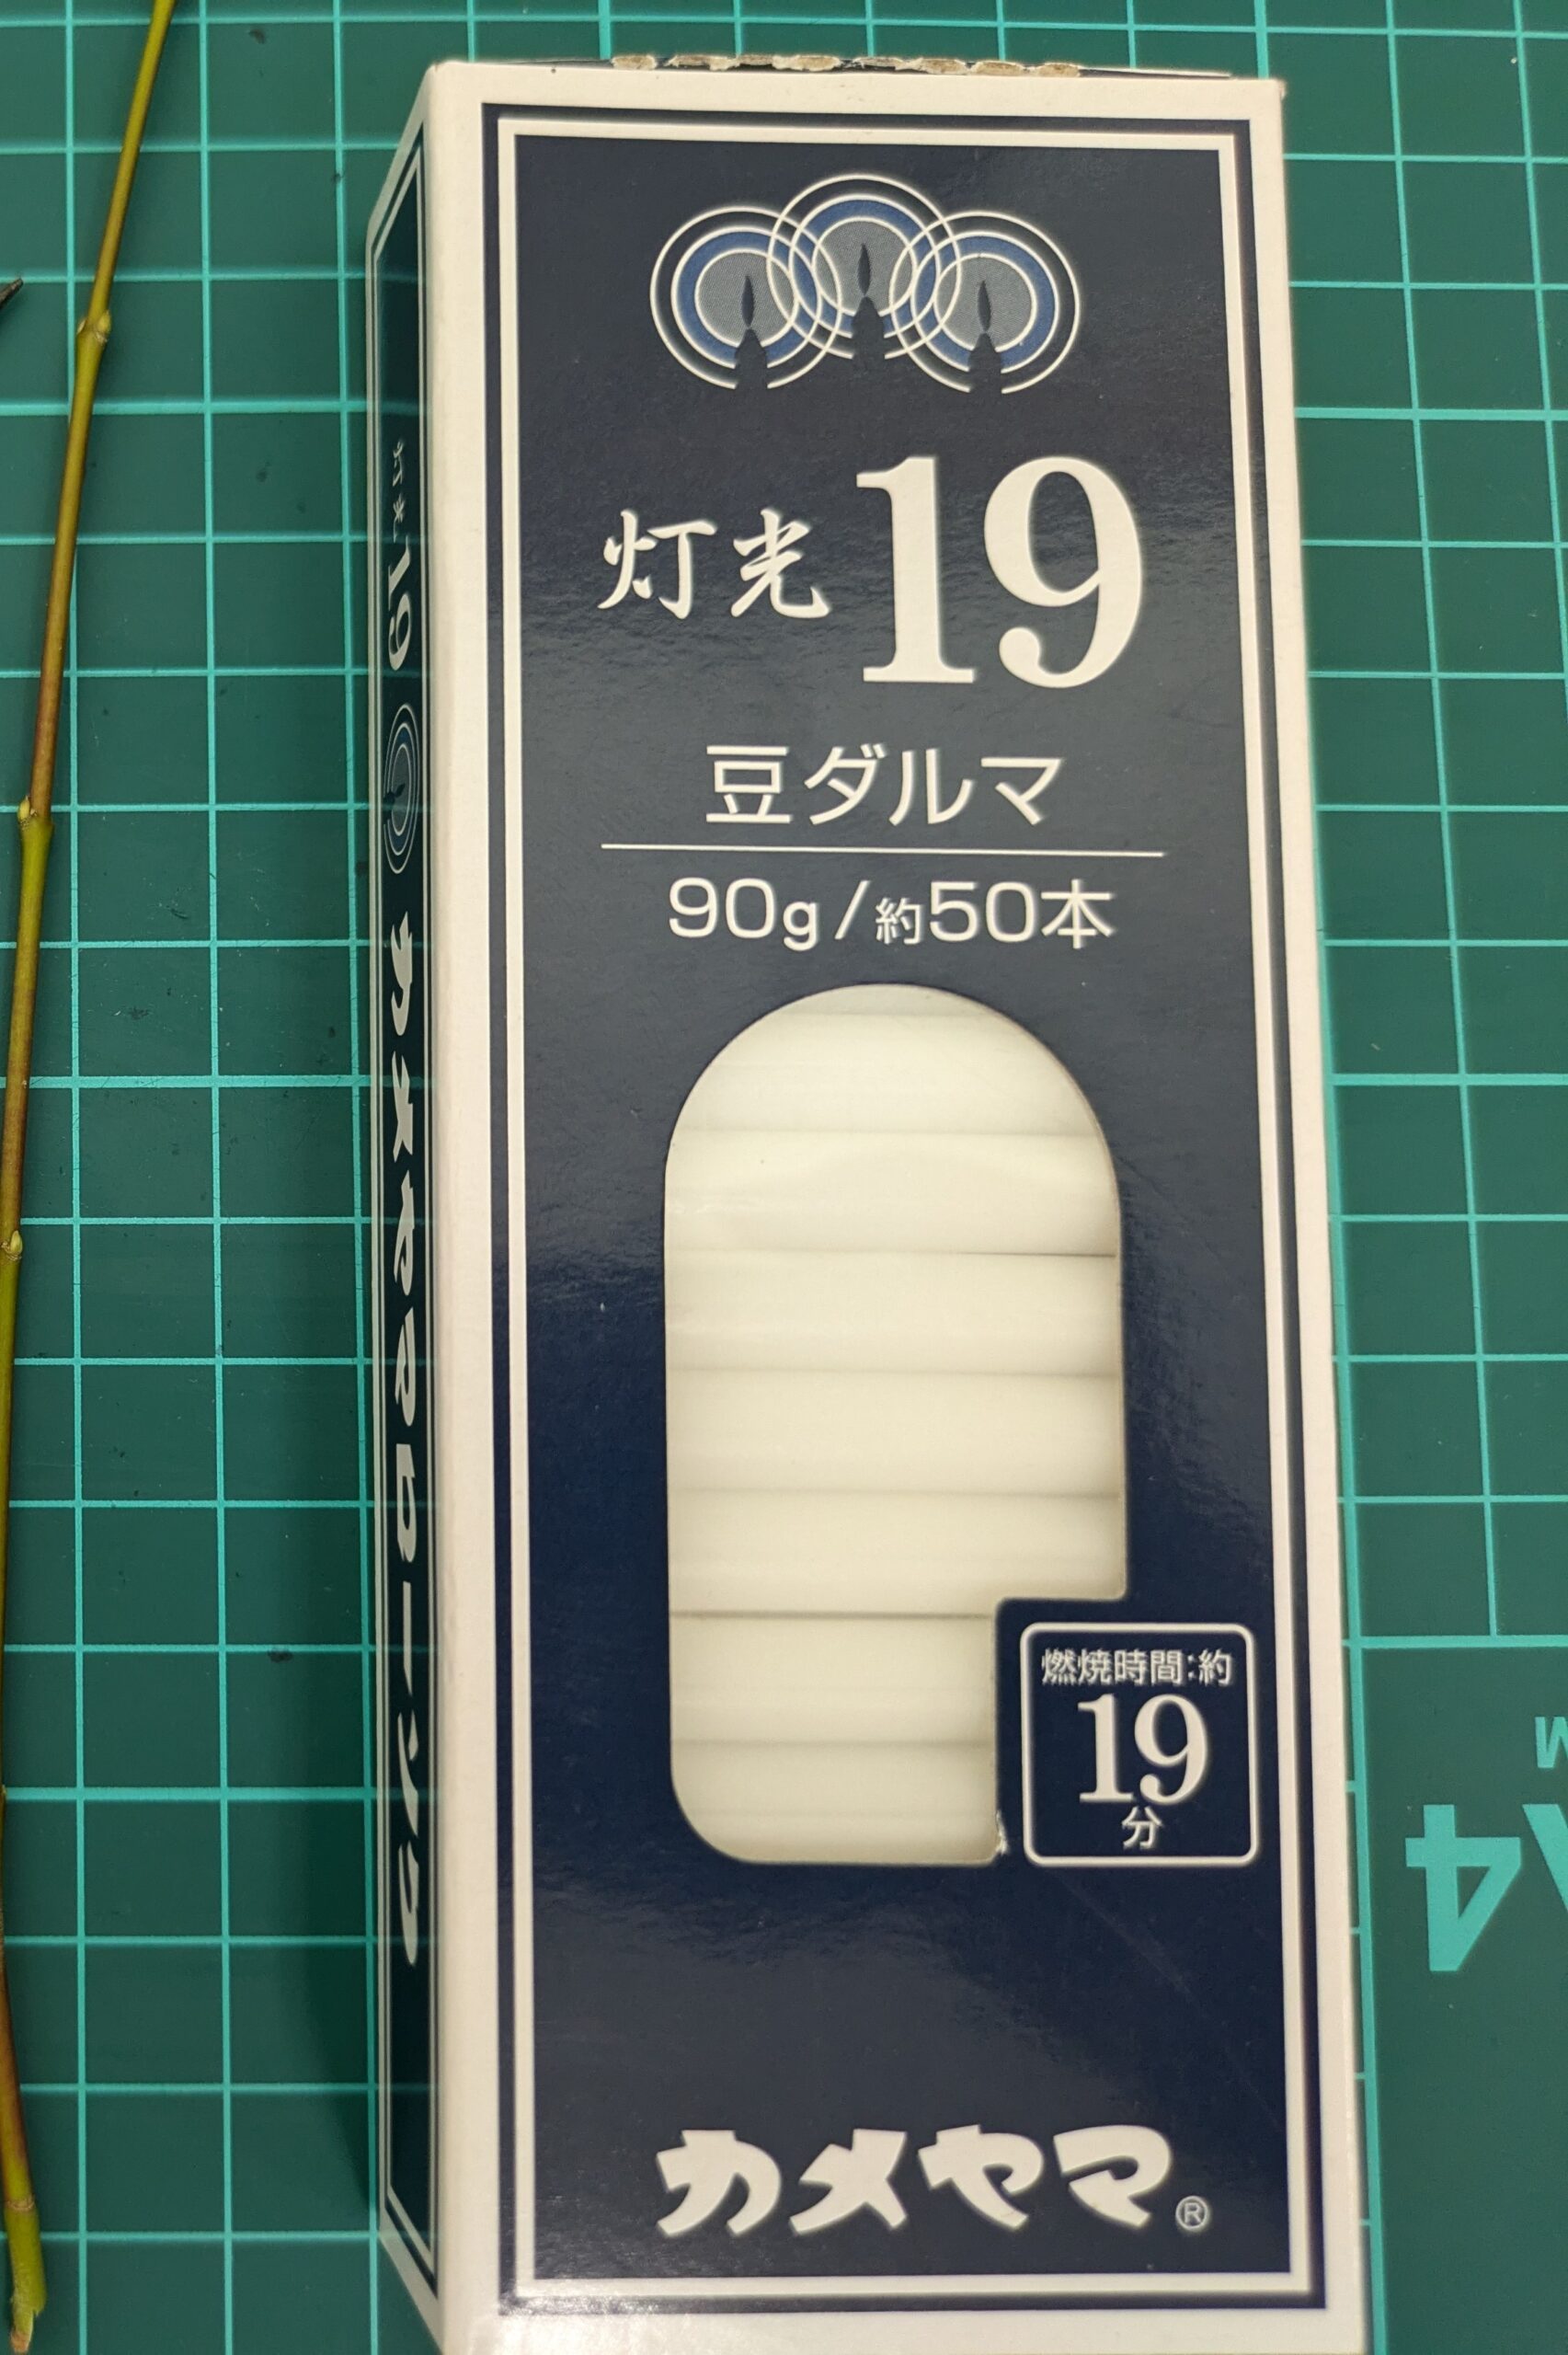 灯光19
豆ダルマ
90g/約50本
燃焼時間:約
19
分
カメヤマ®
灯光19 カメヤマローソク
A4